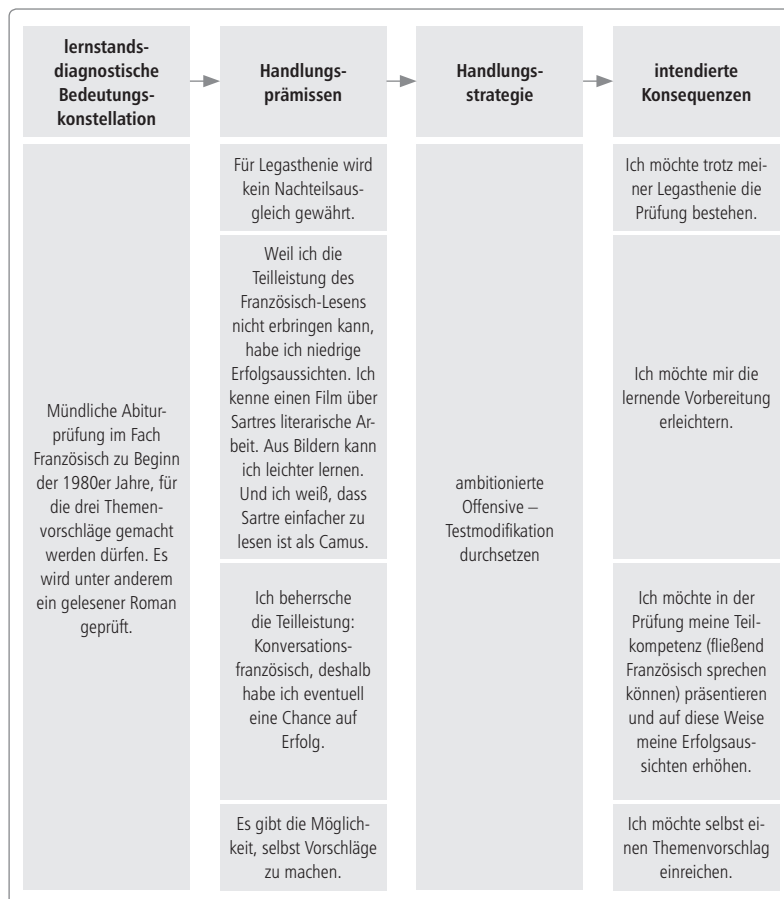 lernstands-
diagnostische
Bedeutungs-
konstellation
Handlungs-
prämissen
Handlungs-
strategie
intendierte
Konsequenzen
Mündliche Abitur-
prüfung im Fach
Französisch zu Beginn
der 1980er Jahre, für
die drei Themen-
vorschläge gemacht
werden dürfen. Es
wird unter anderem
ein gelesener Roman
geprüft.
Für Legasthenie wird
kein Nachteilsaus-
gleich gewährt.
Weil ich die
Teilleistung des
Französisch-Lesens
nicht erbringen kann,
habe ich niedrige
Erfolgsaussichten. Ich
kenne einen Film über
Sartres literarische Ar-
beit. Aus Bildern kann
ich leichter lernen.
Und ich weiß, dass
Sartre einfacher zu
lesen ist als Camus.
Ich beherrsche
die Teilleistung:
Konversations-
französisch, deshalb
habe ich eventuell
eine Chance auf
Erfolg.
Es gibt die Möglich-
keit, selbst Vorschläge
zu machen.
ambitionierte
Offensive –
Testmodifikation
durchsetzen
Ich möchte trotz mei-
ner Legasthenie die
Prüfung bestehen.
Ich möchte mir die
lernende Vorbereitung
erleichtern.
Ich möchte in der
Prüfung meine Teil-
kompetenz (fließend
Französisch sprechen
können) präsentieren
und auf diese Weise
meine Erfolgsaus-
sichten erhöhen.
Ich möchte selbst ei-
nen Themenvorschlag
einreichen.